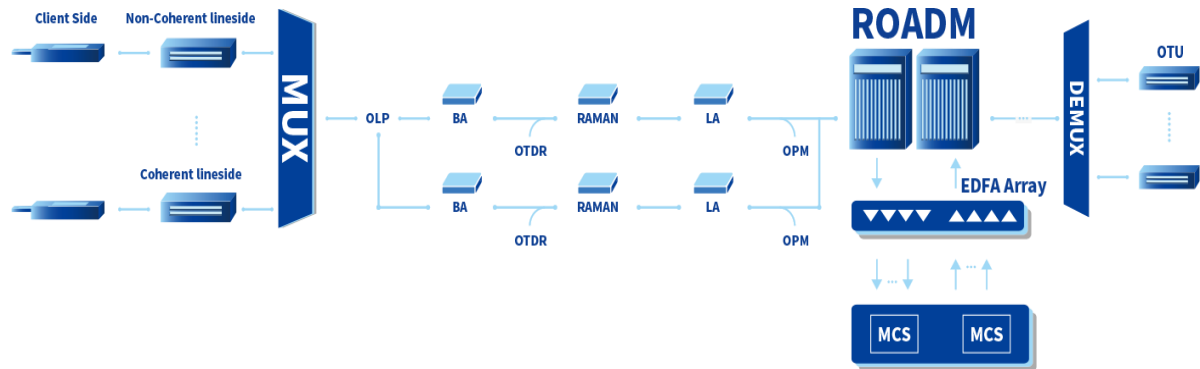 Client Side
Non-Coherent lineside
MUX
Coherent lineside
OLP
BA
OTDR
RAMAN
LA
OPM
BA
OTDR
RAMAN
LA
OPM
ROADM
EDFA Array
MCS
MCS
DEMUX
OTU